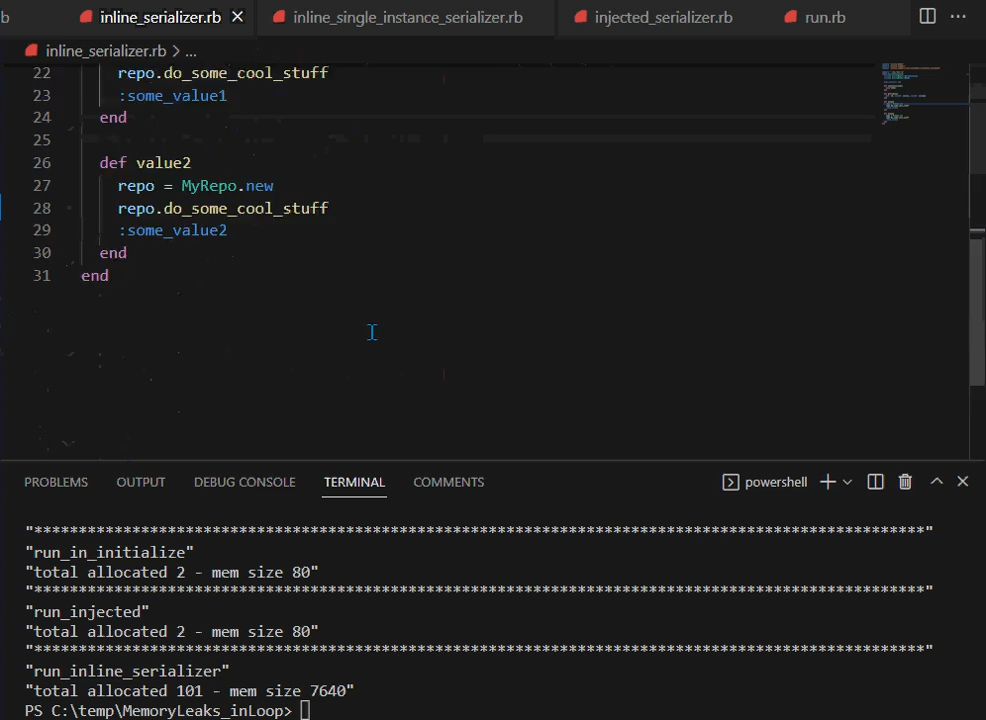 b inline_serializer.rb inline_single_instance_serializer.rb injected_serializer.rb run.rb
inline_serializer.rb > ...
22 repo.do_some_cool_stuff
23 :some_value1
24 end
25
26 def value2
27 repo = MyRepo.new
28 repo.do_some_cool_stuff
29 :some_value2
30 end
31 end
PROBLEMS OUTPUT DEBUG CONSOLE TERMINAL COMMENTS powershell
"****************************************************************************************************"
"run_in_initialize"
"total allocated 2 - mem size 80"
"****************************************************************************************************"
"run_injected"
"total allocated 2 - mem size 80"
"****************************************************************************************************"
"run_inline_serializer"
"total allocated 101 - mem size 7640"
PS C:\temp\MemoryLeaks_inLoop>